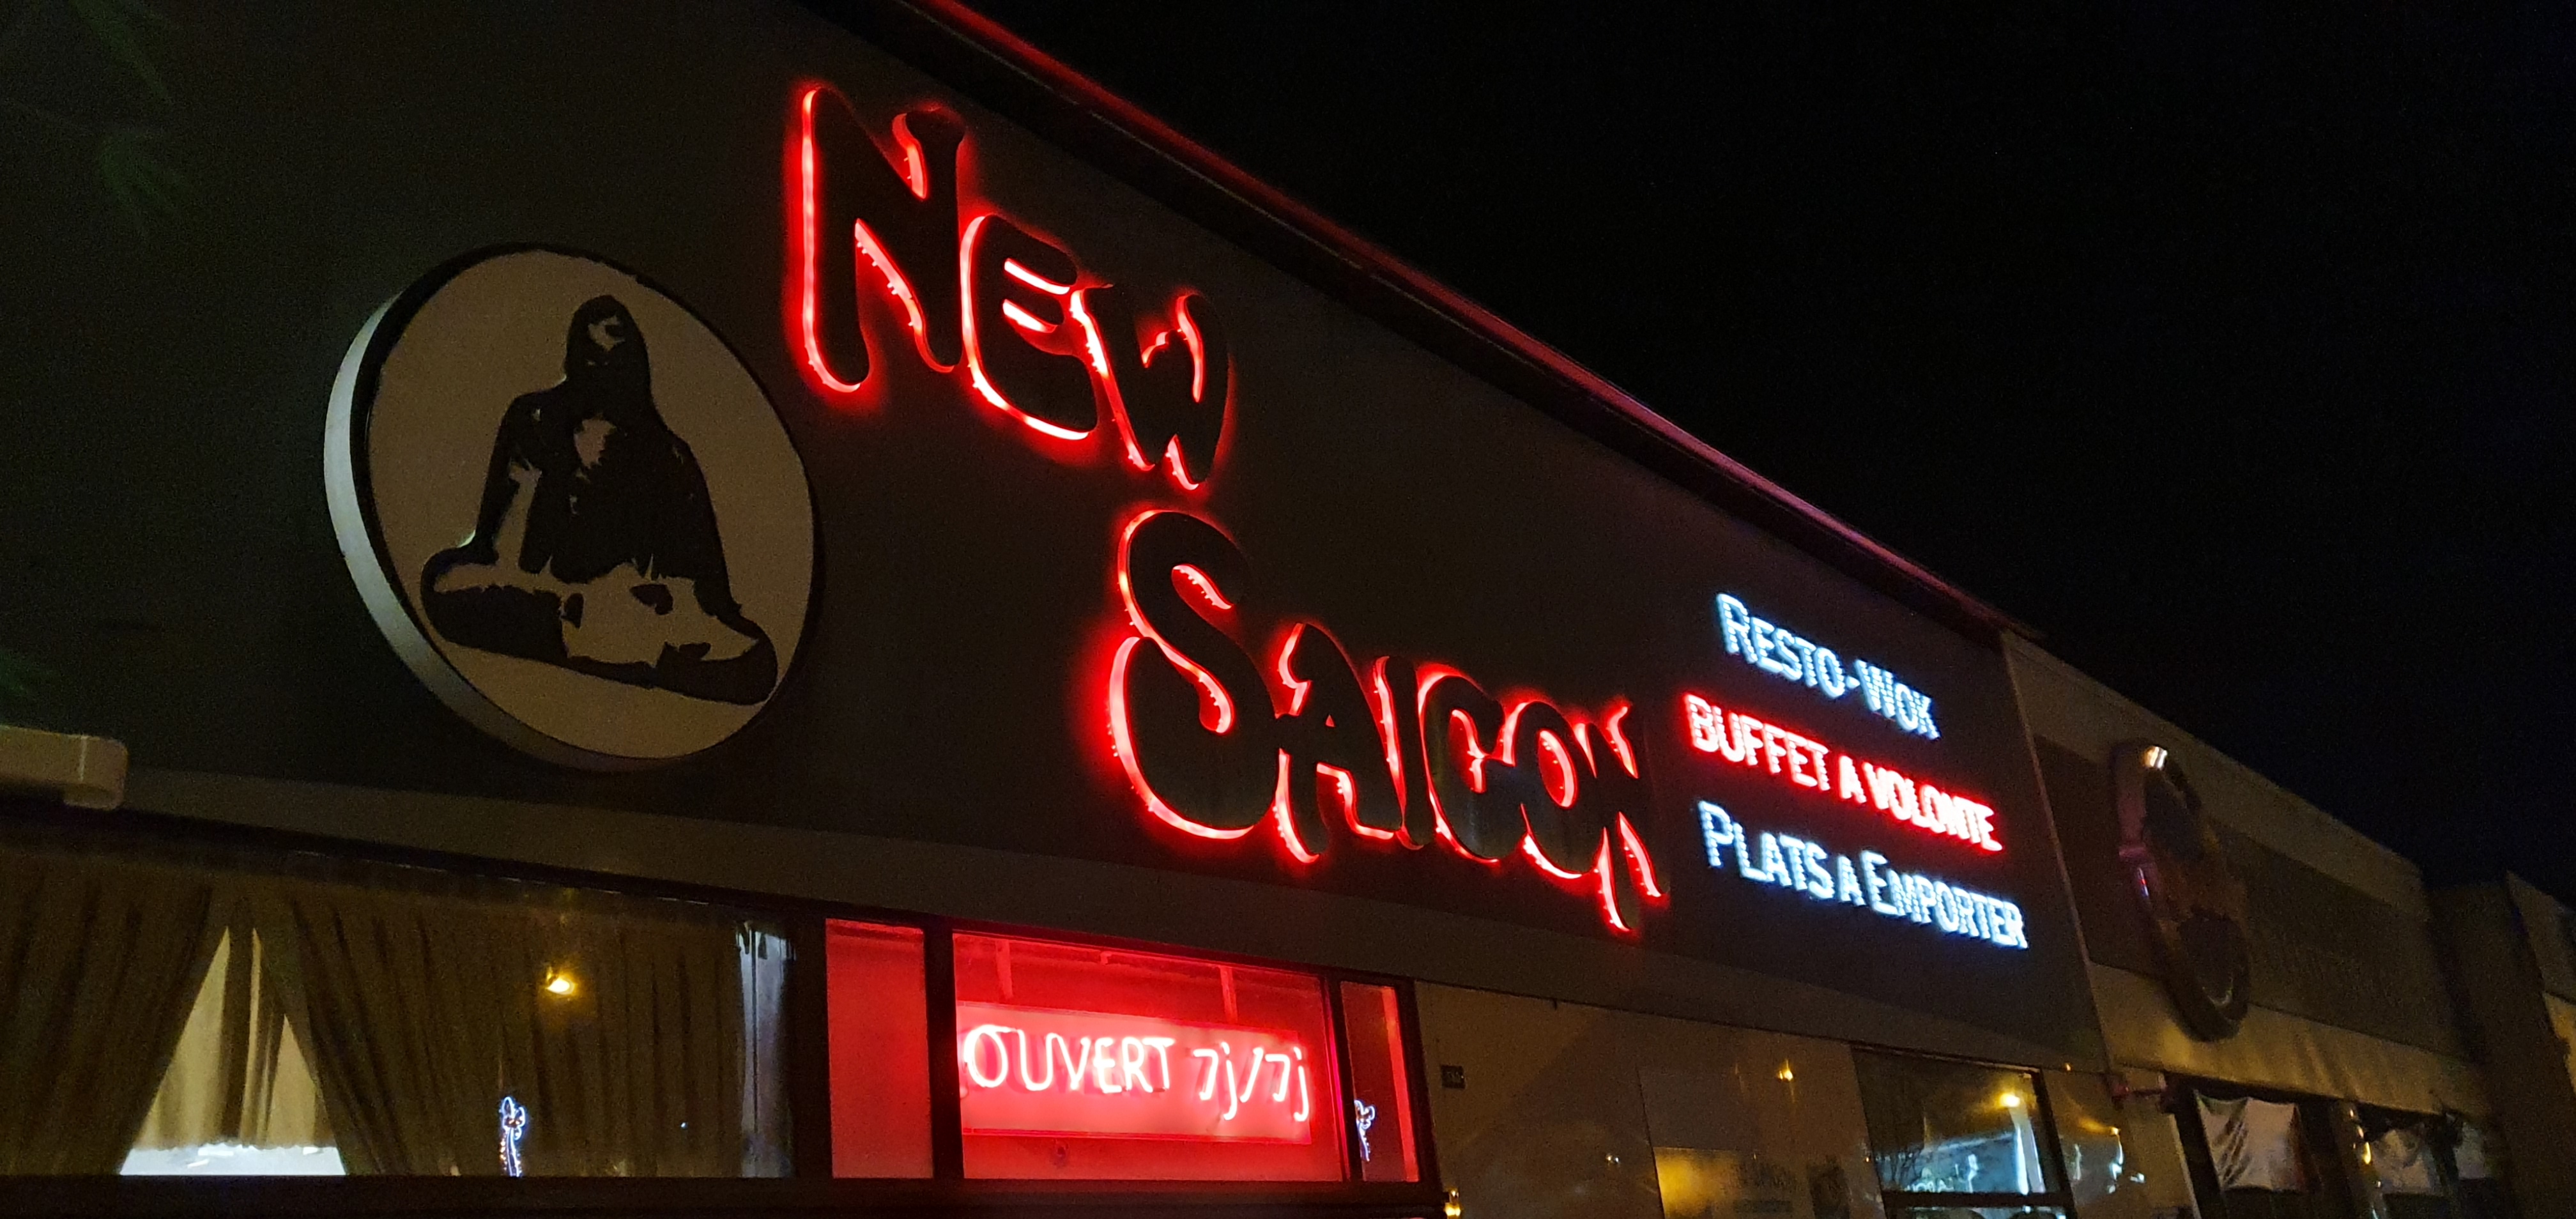 NEW
SAIGON
RESTO-WOK
BUFFET A VOLONTE
PLATS A EMPORTER
OUVERT 7j/7j